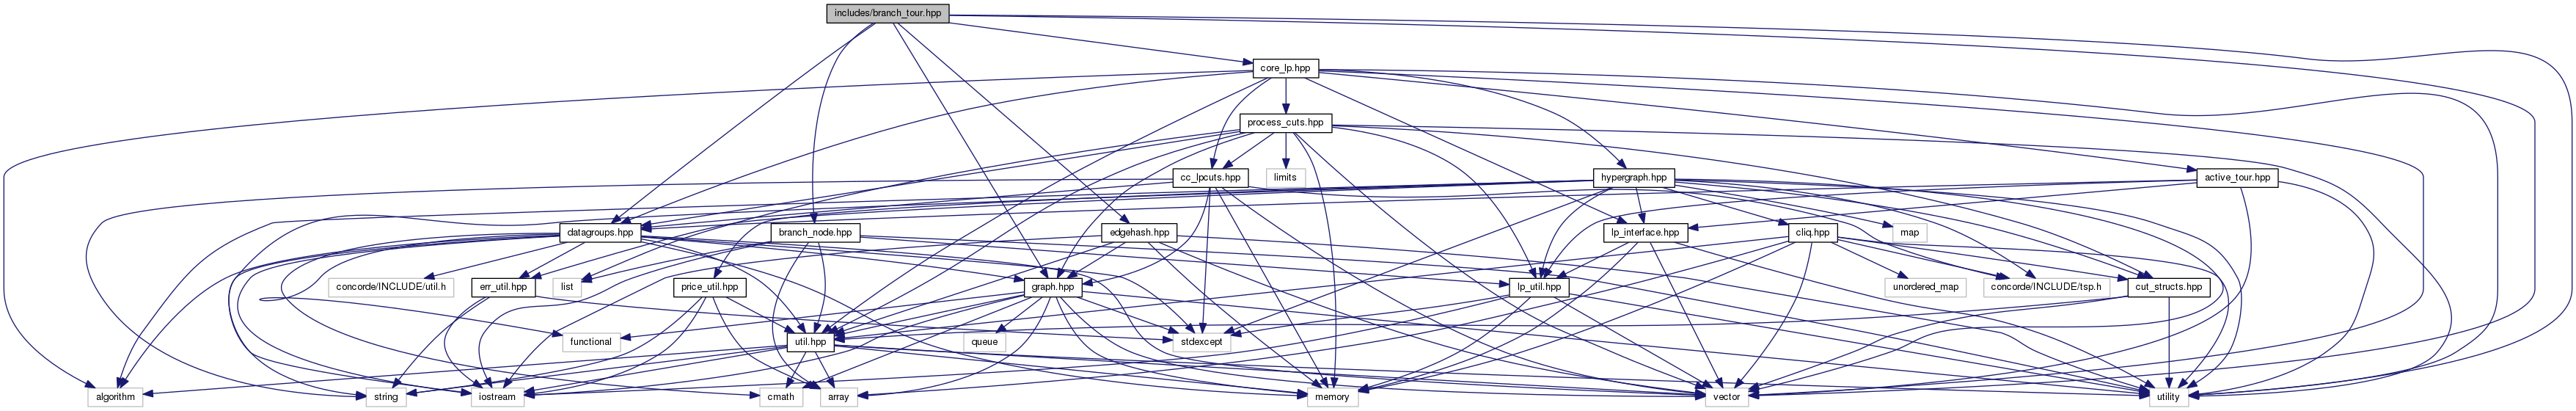 includes/branch_tour.hpp
core_lp.hpp
process_cuts.hpp
cc_lpcuts.hpp
limits
hypergraph.hpp
active_tour.hpp
datagroups.hpp
branch_node.hpp
edgehash.hpp
lp_interface.hpp
cliq.hpp
map
concorde/INCLUDE/util.h
err_util.hpp
list
price_util.hpp
graph.hpp
lp_util.hpp
unordered_map
concorde/INCLUDE/tsp.h
cut_structs.hpp
functional
util.hpp
queue
stdexcept
algorithm
string
iostream
cmath
array
memory
vector
utility